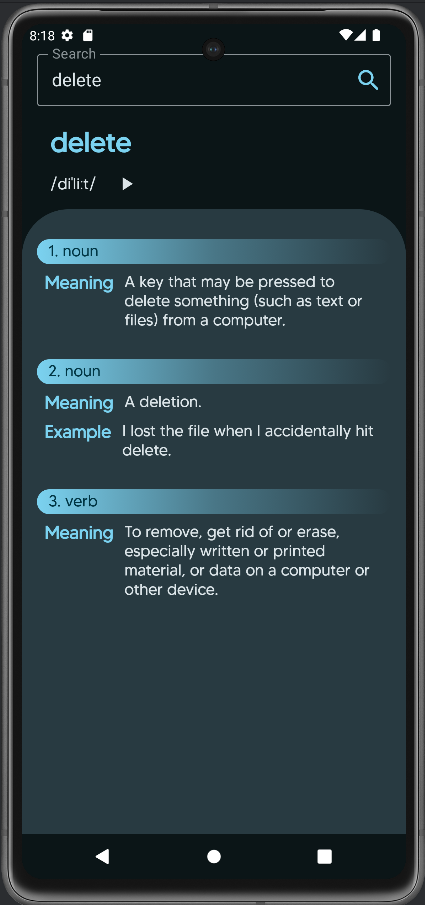 8:18
Search
delete
delete
/dɪˈliːt/
1. noun
Meaning A key that may be pressed to
delete something (such as text or
files) from a computer.
2. noun
Meaning A deletion.
Example I lost the file when I accidentally hit
delete.
3. verb
Meaning To remove, get rid of or erase,
especially written or printed
material, or data on a computer or
other device.